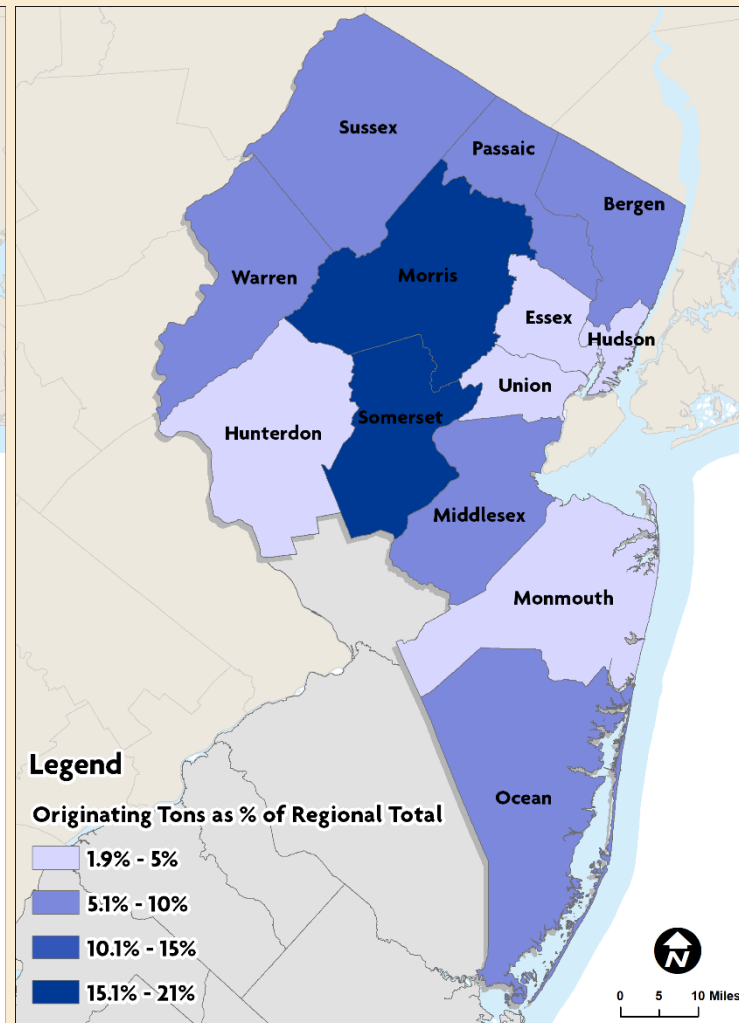 Sussex
Passaic
Bergen
Warren
Morris
Essex
Hudson
Union
Somerset
Hunterdon
Middlesex
Monmouth
Ocean
Legend
Originating Tons as % of Regional Total
1.9% - 5%
5.1% - 10%
10.1% - 15%
15.1% - 21%
N
0 5 10 Miles